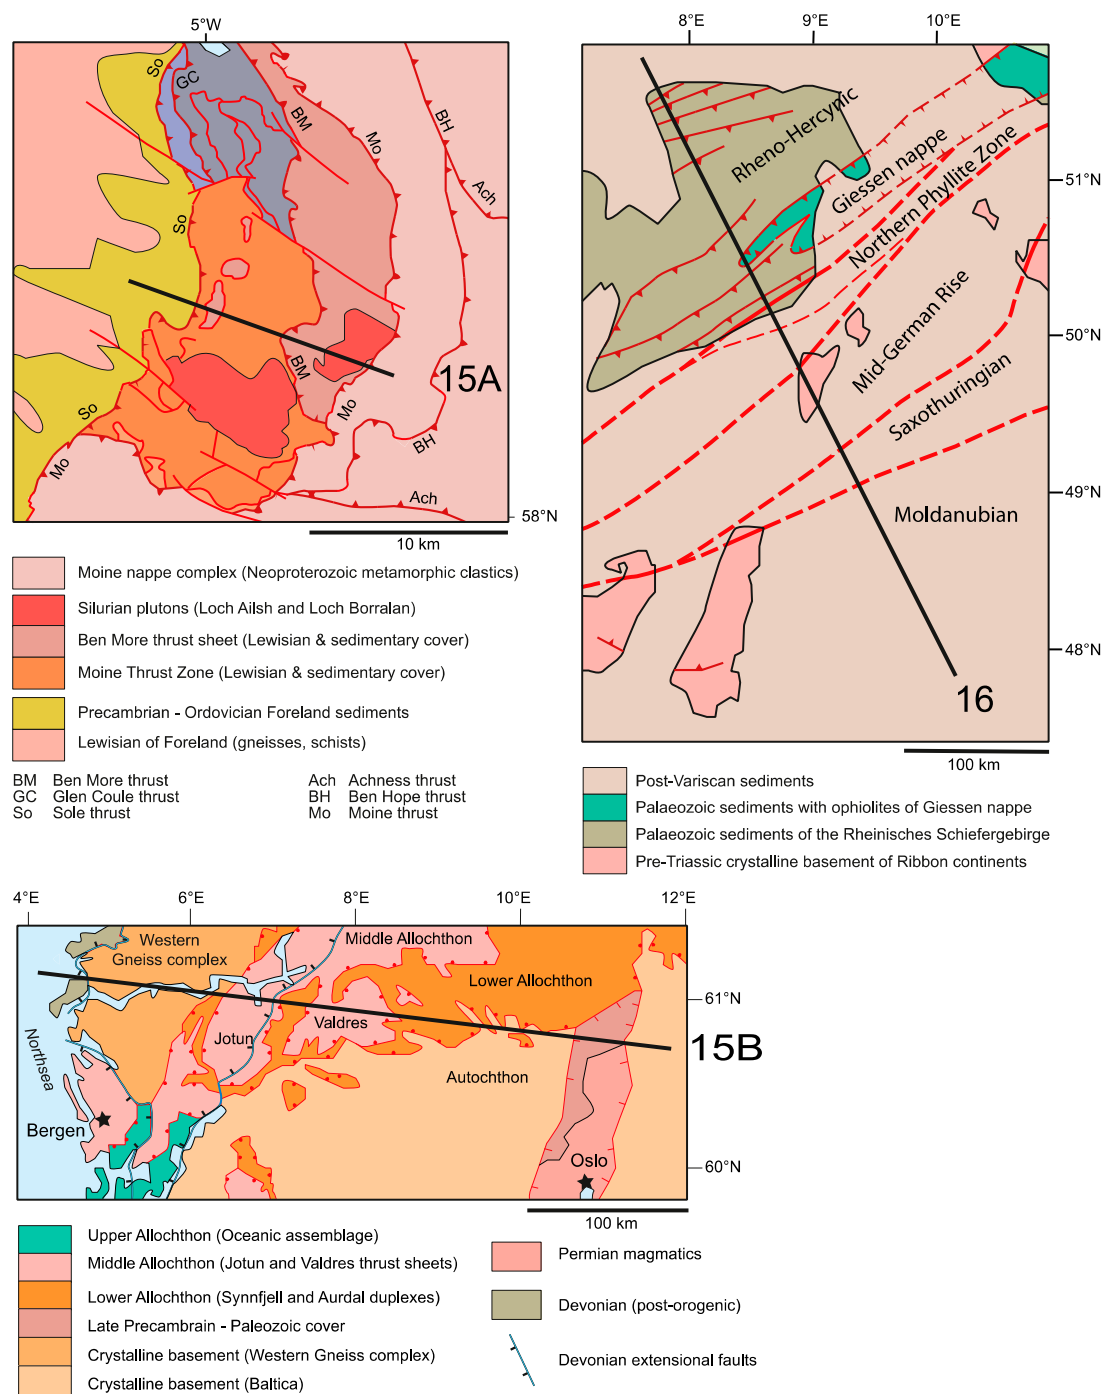 5°W
So
GC
BM
Mo
BH
Ach
So
15A
BM
So
Mo
BH
Mo
Ach
58°N
10 km
Moine nappe complex (Neoproterozoic metamorphic clastics)
Silurian plutons (Loch Ailsh and Loch Borralan)
Ben More thrust sheet (Lewisian & sedimentary cover)
Moine Thrust Zone (Lewisian & sedimentary cover)
Precambrian - Ordovician Foreland sediments
Lewisian of Foreland (gneisses, schists)
BM Ben More thrust
GC Glen Coule thrust
So Sole thrust
Ach Achness thrust
BH Ben Hope thrust
Mo Moine thrust
8°E 9°E 10°E
Rheno-Hercynic
Giessen nappe
Northern Phyllite Zone
51°N
50°N
Mid-German Rise
Saxothuringian
49°N
Moldanubian
48°N
16
100 km
Post-Variscan sediments
Palaeozoic sediments with ophiolites of Giessen nappe
Palaeozoic sediments of the Rheinisches Schiefergebirge
Pre-Triassic crystalline basement of Ribbon continents
4°E 6°E 8°E 10°E 12°E
Western
Gneiss complex
Middle Allochthon
Lower Allochthon
61°N
Valdres
Jotun
15B
Northsea
Autochthon
Bergen
Oslo
60°N
100 km
Upper Allochthon (Oceanic assemblage)
Middle Allochthon (Jotun and Valdres thrust sheets)
Lower Allochthon (Synnfjell and Aurdal duplexes)
Late Precambrain - Paleozoic cover
Crystalline basement (Western Gneiss complex)
Crystalline basement (Baltica)
Permian magmatics
Devonian (post-orogenic)
Devonian extensional faults